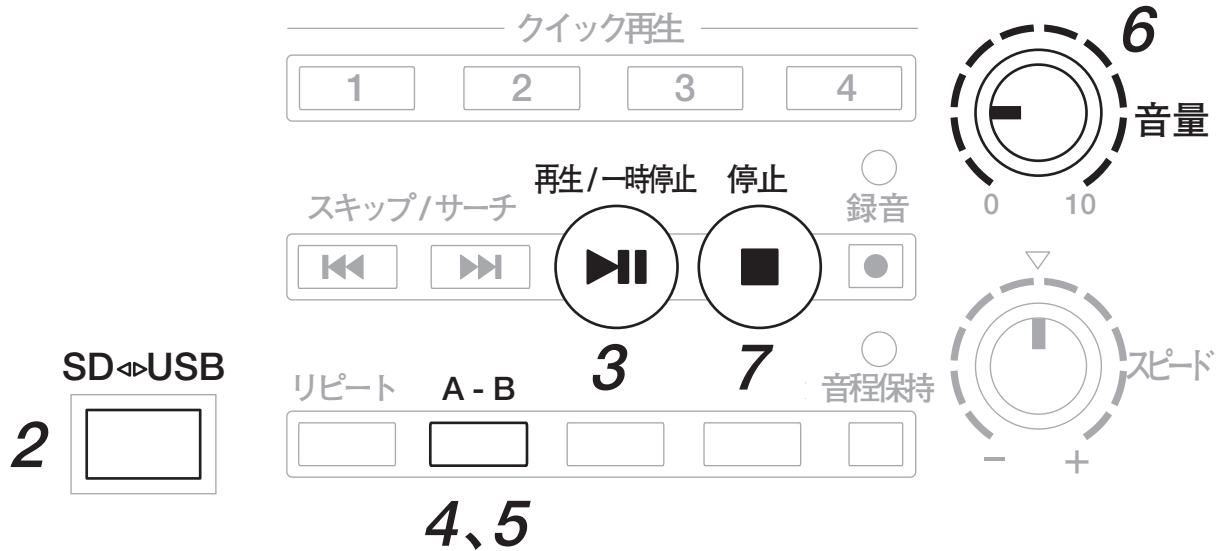 クイック再生
6
1 2 3 4
音量
0 10
再生/一時停止 停止
スキップ/サーチ
録音
3 7
SD◁▷USB
リピート A - B
音程保持
スピード
2
- +
4、5